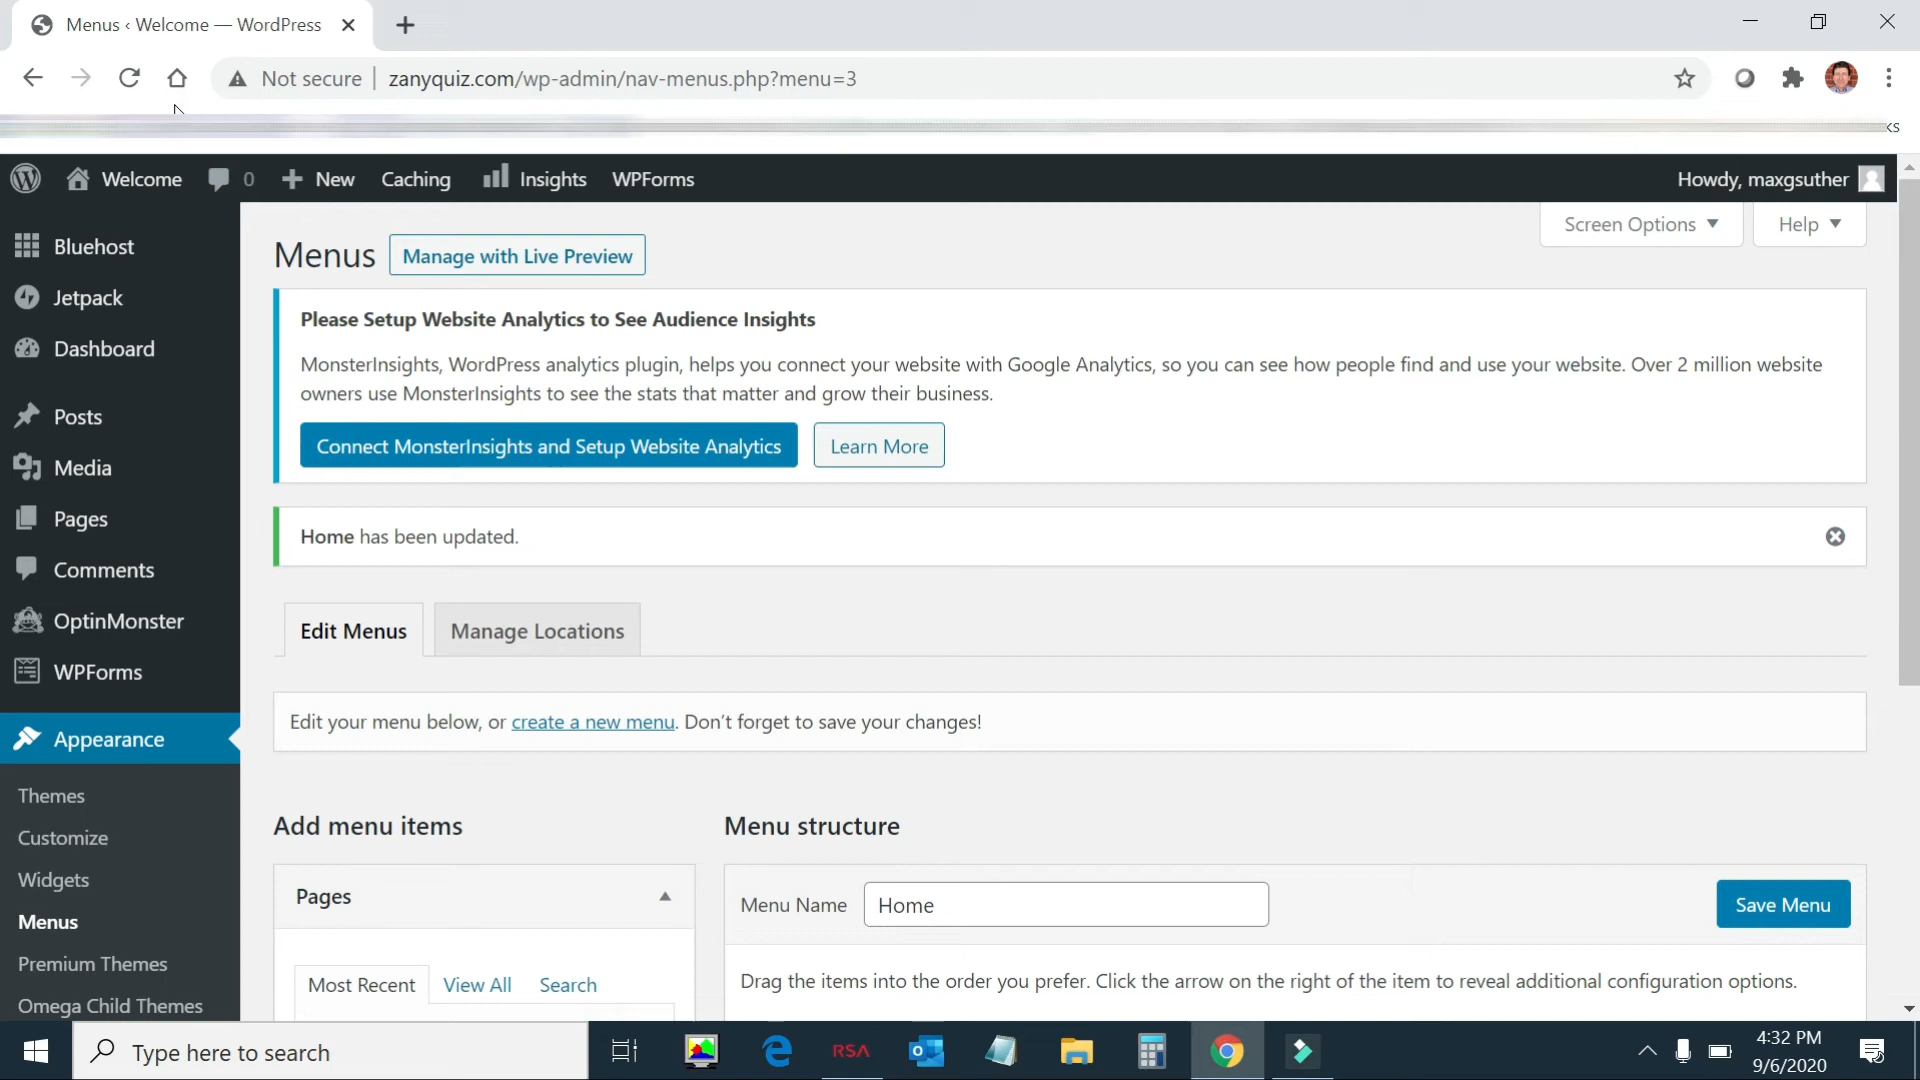 Menus ‹ Welcome — WordPress
Not secure
zanyquiz.com/wp-admin/nav-menus.php?menu=3
Welcome
0
New
Caching
Insights
WPForms
Howdy, maxgsuther
Bluehost
Jetpack
Dashboard
Posts
Media
Pages
Comments
OptinMonster
WPForms
Appearance
Themes
Customize
Widgets
Menus
Premium Themes
Omega Child Themes
Screen Options
Help
Menus
Manage with Live Preview
Please Setup Website Analytics to See Audience Insights
MonsterInsights, WordPress analytics plugin, helps you connect your website with Google Analytics, so you can see how people find and use your website. Over 2 million website
owners use MonsterInsights to see the stats that matter and grow their business.
Connect MonsterInsights and Setup Website Analytics
Learn More
Home has been updated.
Edit Menus
Manage Locations
Edit your menu below, or create a new menu. Don’t forget to save your changes!
Add menu items
Pages
Most Recent
View All
Search
Menu structure
Menu Name
Home
Save Menu
Drag the items into the order you prefer. Click the arrow on the right of the item to reveal additional configuration options.
Type here to search
RSA
4:32 PM
9/6/2020